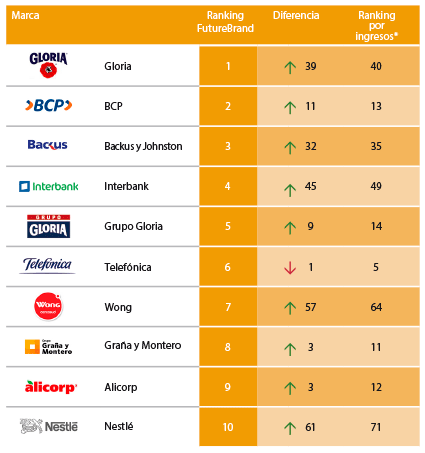 Marca
Ranking FutureBrand
Diferencia
Ranking por ingresos*
GLORIA Gloria 1 ↑ 39 40
BCP BCP 2 ↑ 11 13
Backus Backus y Johnston 3 ↑ 32 35
Interbank Interbank 4 ↑ 45 49
GRUPO GLORIA Grupo Gloria 5 ↑ 9 14
Telefónica Telefónica 6 ↓ 1 5
Wong Wong 7 ↑ 57 64
Graña y Montero Graña y Montero 8 ↑ 3 11
alicorp Alicorp 9 ↑ 3 12
Nestlé Nestlé 10 ↑ 61 71